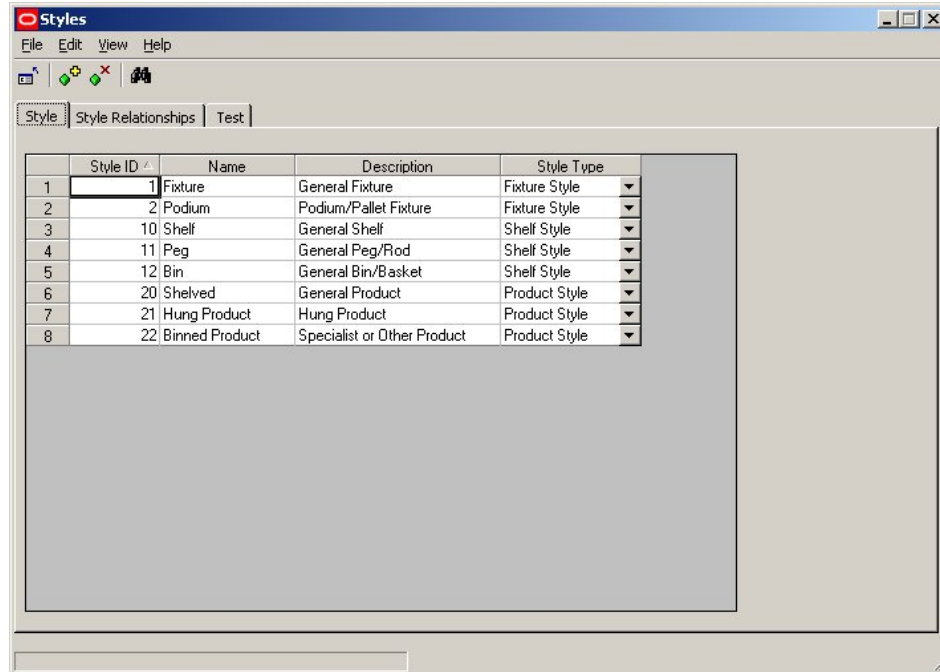 Styles
File Edit View Help
Style Style Relationships Test
Style ID Name Description Style Type
1 1 Fixture General Fixture Fixture Style
2 2 Podium Podium/Pallet Fixture Fixture Style
3 10 Shelf General Shelf Shelf Style
4 11 Peg General Peg/Rod Shelf Style
5 12 Bin General Bin/Basket Shelf Style
6 20 Shelved General Product Product Style
7 21 Hung Product Hung Product Product Style
8 22 Binned Product Specialist or Other Product Product Style